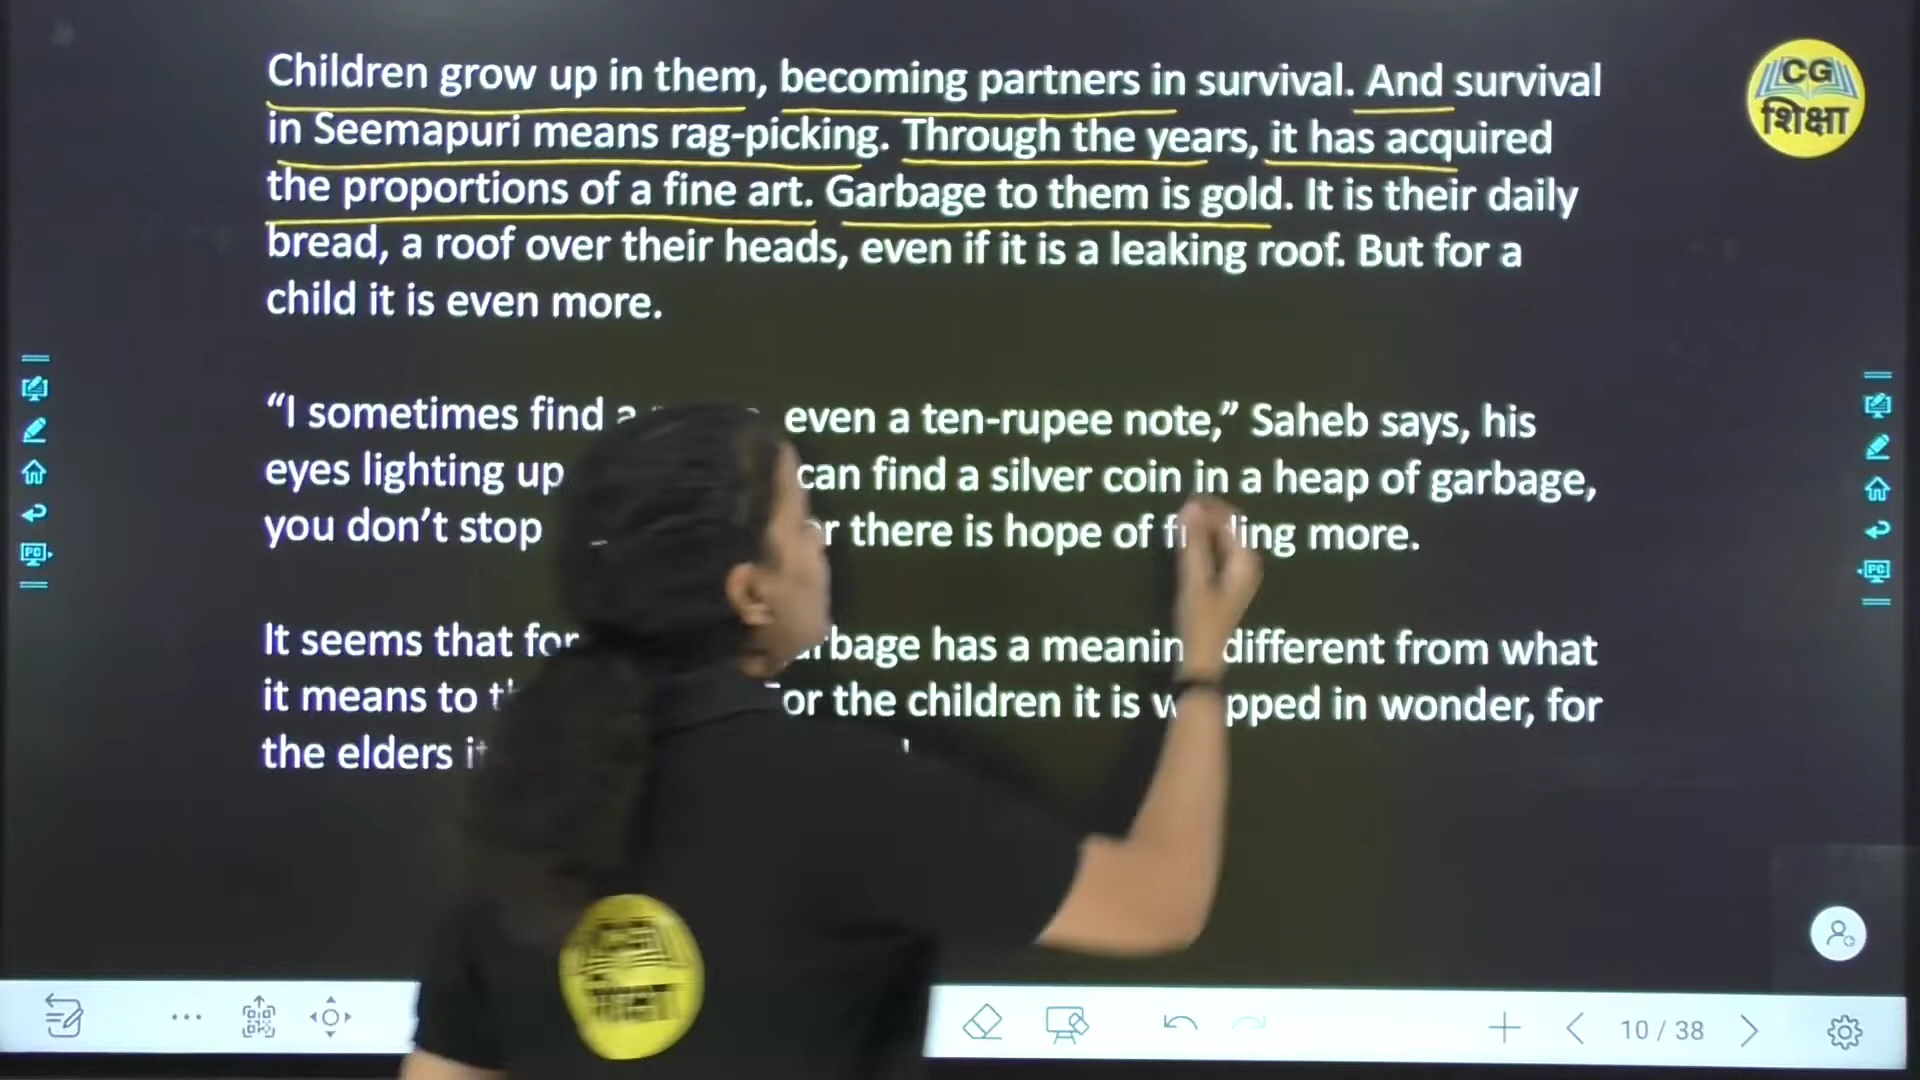 Children grow up in them, becoming partners in survival. And survival
in Seemapuri means rag-picking. Through the years, it has acquired
the proportions of a fine art. Garbage to them is gold. It is their daily
bread, a roof over their heads, even if it is a leaking roof. But for a
child it is even more.
“I sometimes find a even a ten-rupee note,” Saheb says, his
eyes lighting up can find a silver coin in a heap of garbage,
you don’t stop there is hope of more.
It seems that for has a different from what
it means to the children it is in wonder, for
the elders
CG
शिक्षा
PC
PC
10 / 38